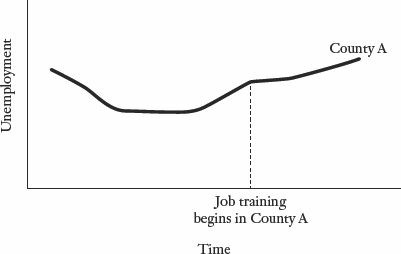 County A
Unemployment
Job training
begins in County A
Time